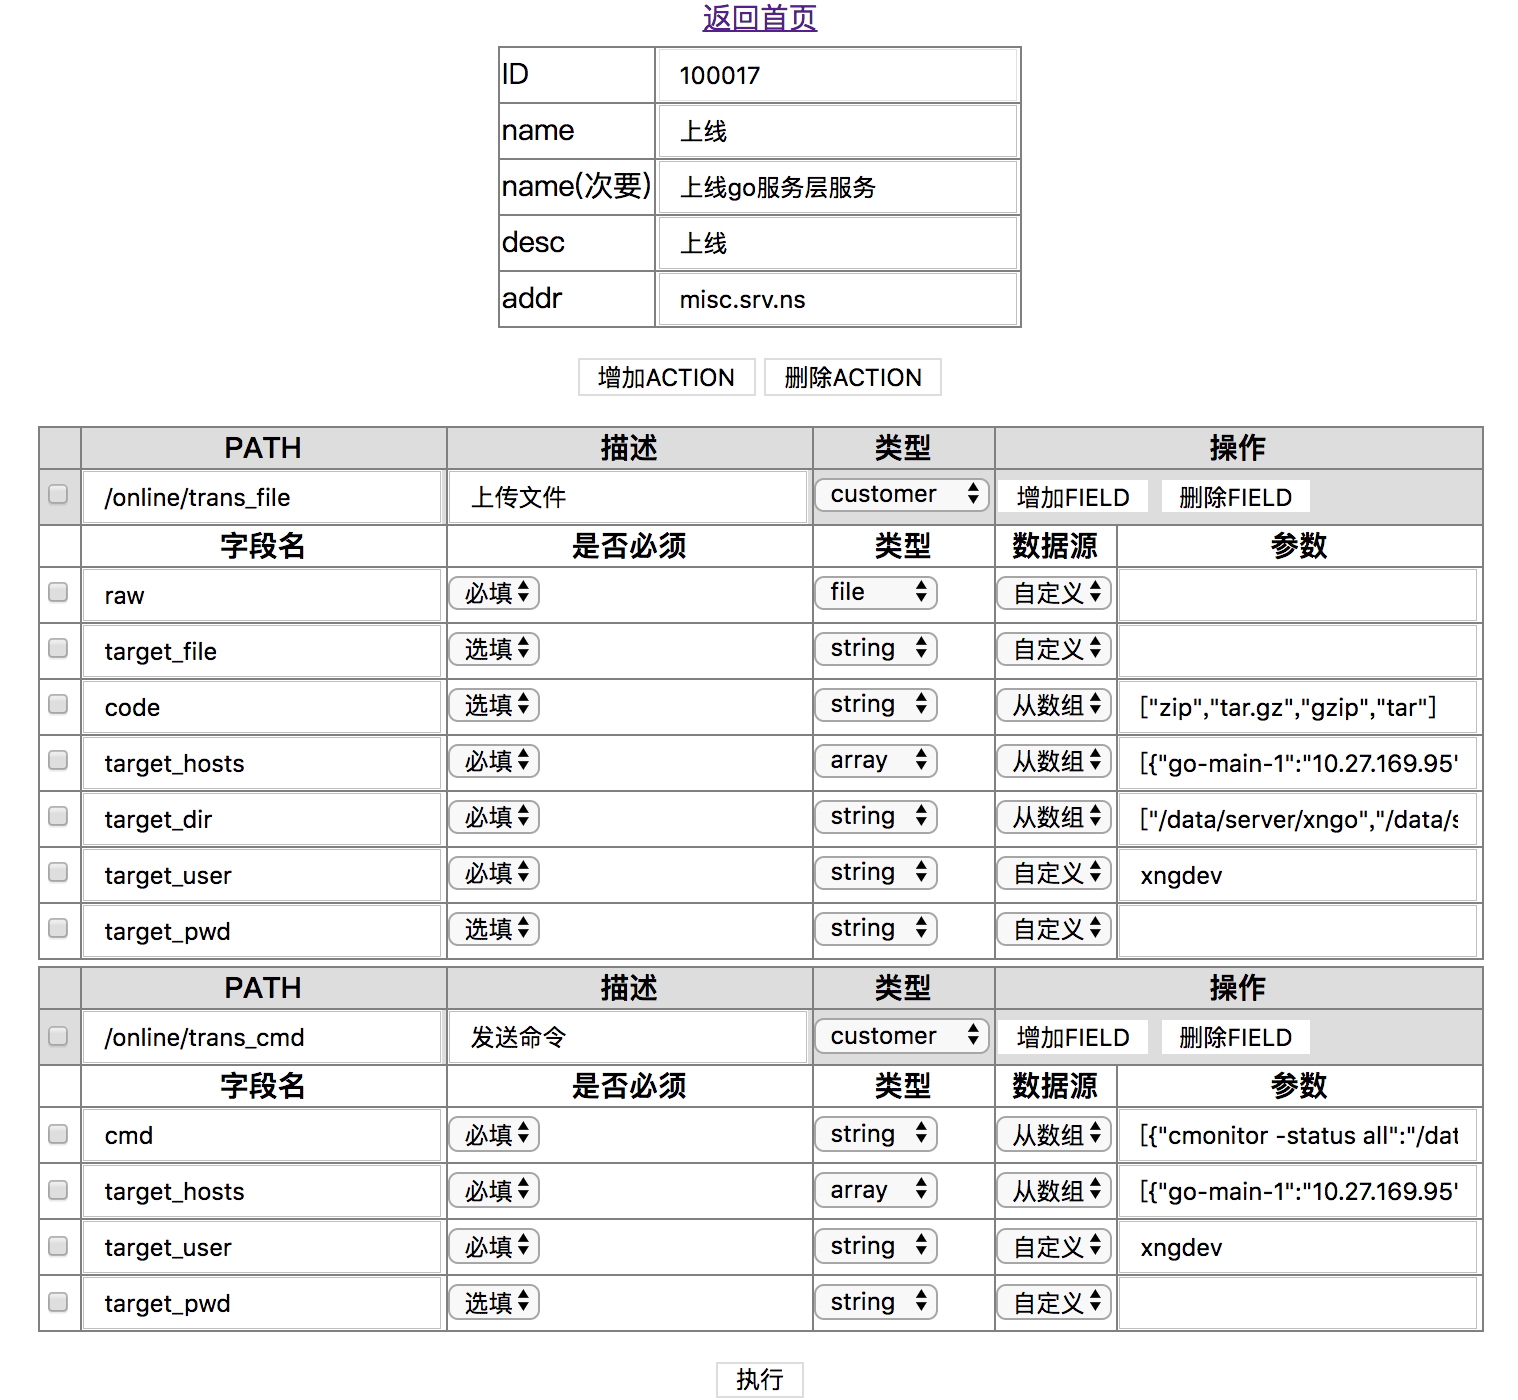 返回首页
ID 100017
name 上线
name(次要) 上线go服务层服务
desc 上线
addr misc.srv.ns
增加ACTION 删除ACTION
PATH 描述 类型 操作
/online/trans_file 上传文件 customer 增加FIELD 删除FIELD
字段名 是否必须 类型 数据源 参数
raw 必填 file 自定义
target_file 选填 string 自定义
code 选填 string 从数组 ["zip","tar.gz","gzip","tar"]
target_hosts 必填 array 从数组 [{"go-main-1":"10.27.169.95"
target_dir 必填 string 从数组 ["/data/server/xngo","/data/s
target_user 必填 string 自定义 xngdev
target_pwd 选填 string 自定义
PATH 描述 类型 操作
/online/trans_cmd 发送命令 customer 增加FIELD 删除FIELD
字段名 是否必须 类型 数据源 参数
cmd 必填 string 从数组 [{"cmonitor -status all":"/dat
target_hosts 必填 array 从数组 [{"go-main-1":"10.27.169.95"
target_user 必填 string 自定义 xngdev
target_pwd 选填 string 自定义
执行